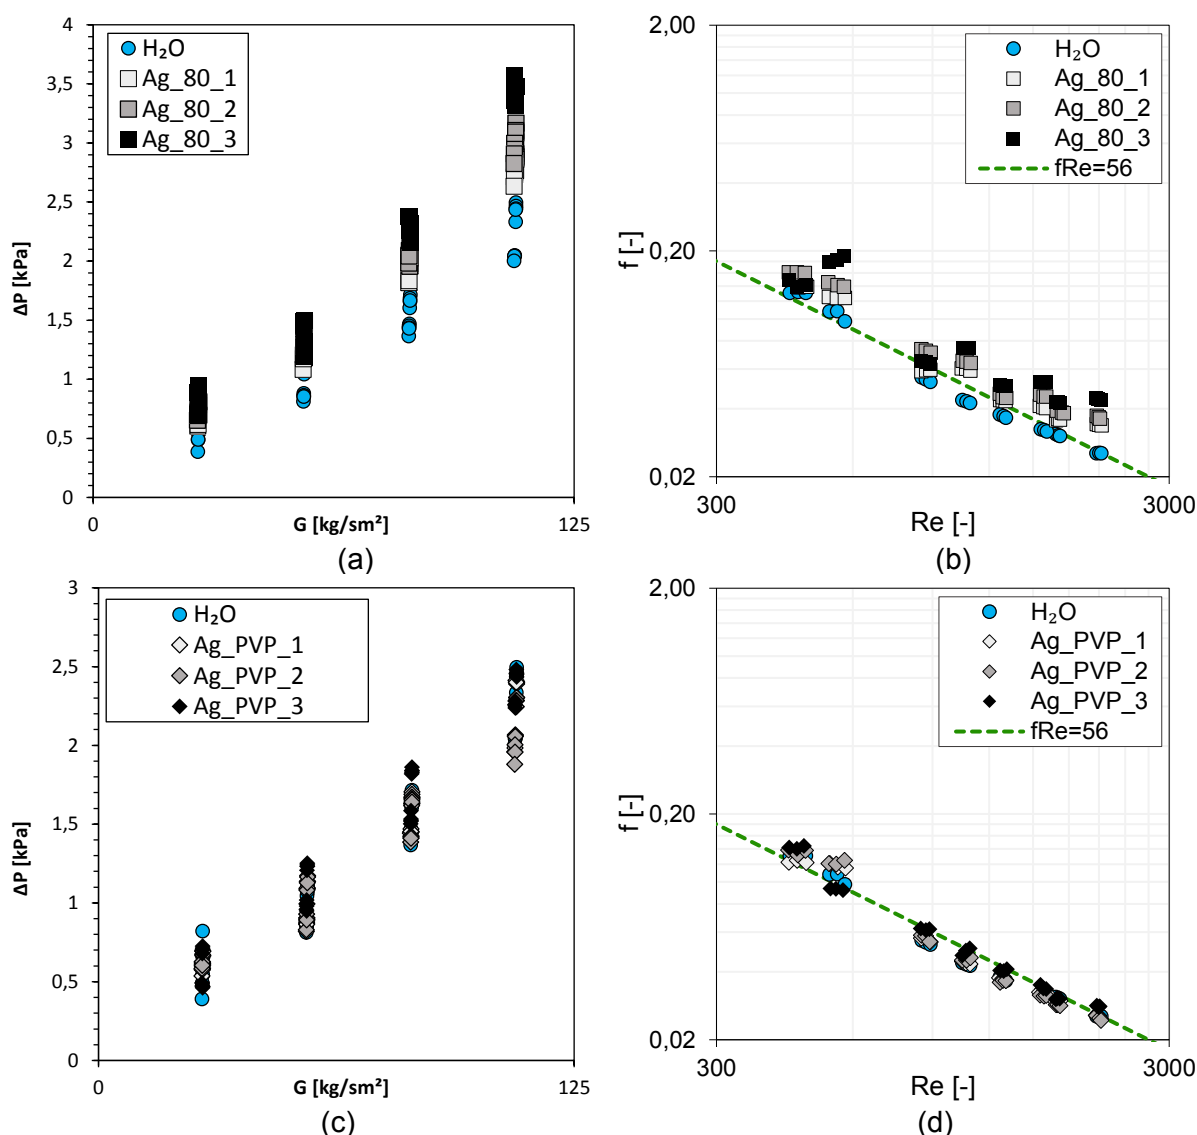 4
3,5
3
2,5
2
1,5
1
0,5
0
ΔP [kPa]
H₂O
Ag_80_1
Ag_80_2
Ag_80_3
0
125
G [kg/sm²]
(a)
2,00
0,20
0,02
f [-]
H₂O
Ag_80_1
Ag_80_2
Ag_80_3
fRe=56
300
3000
Re [-]
(b)
3
2,5
2
1,5
1
0,5
0
ΔP [kPa]
H₂O
Ag_PVP_1
Ag_PVP_2
Ag_PVP_3
0
125
G [kg/sm²]
(c)
2,00
0,20
0,02
f [-]
H₂O
Ag_PVP_1
Ag_PVP_2
Ag_PVP_3
fRe=56
300
3000
Re [-]
(d)